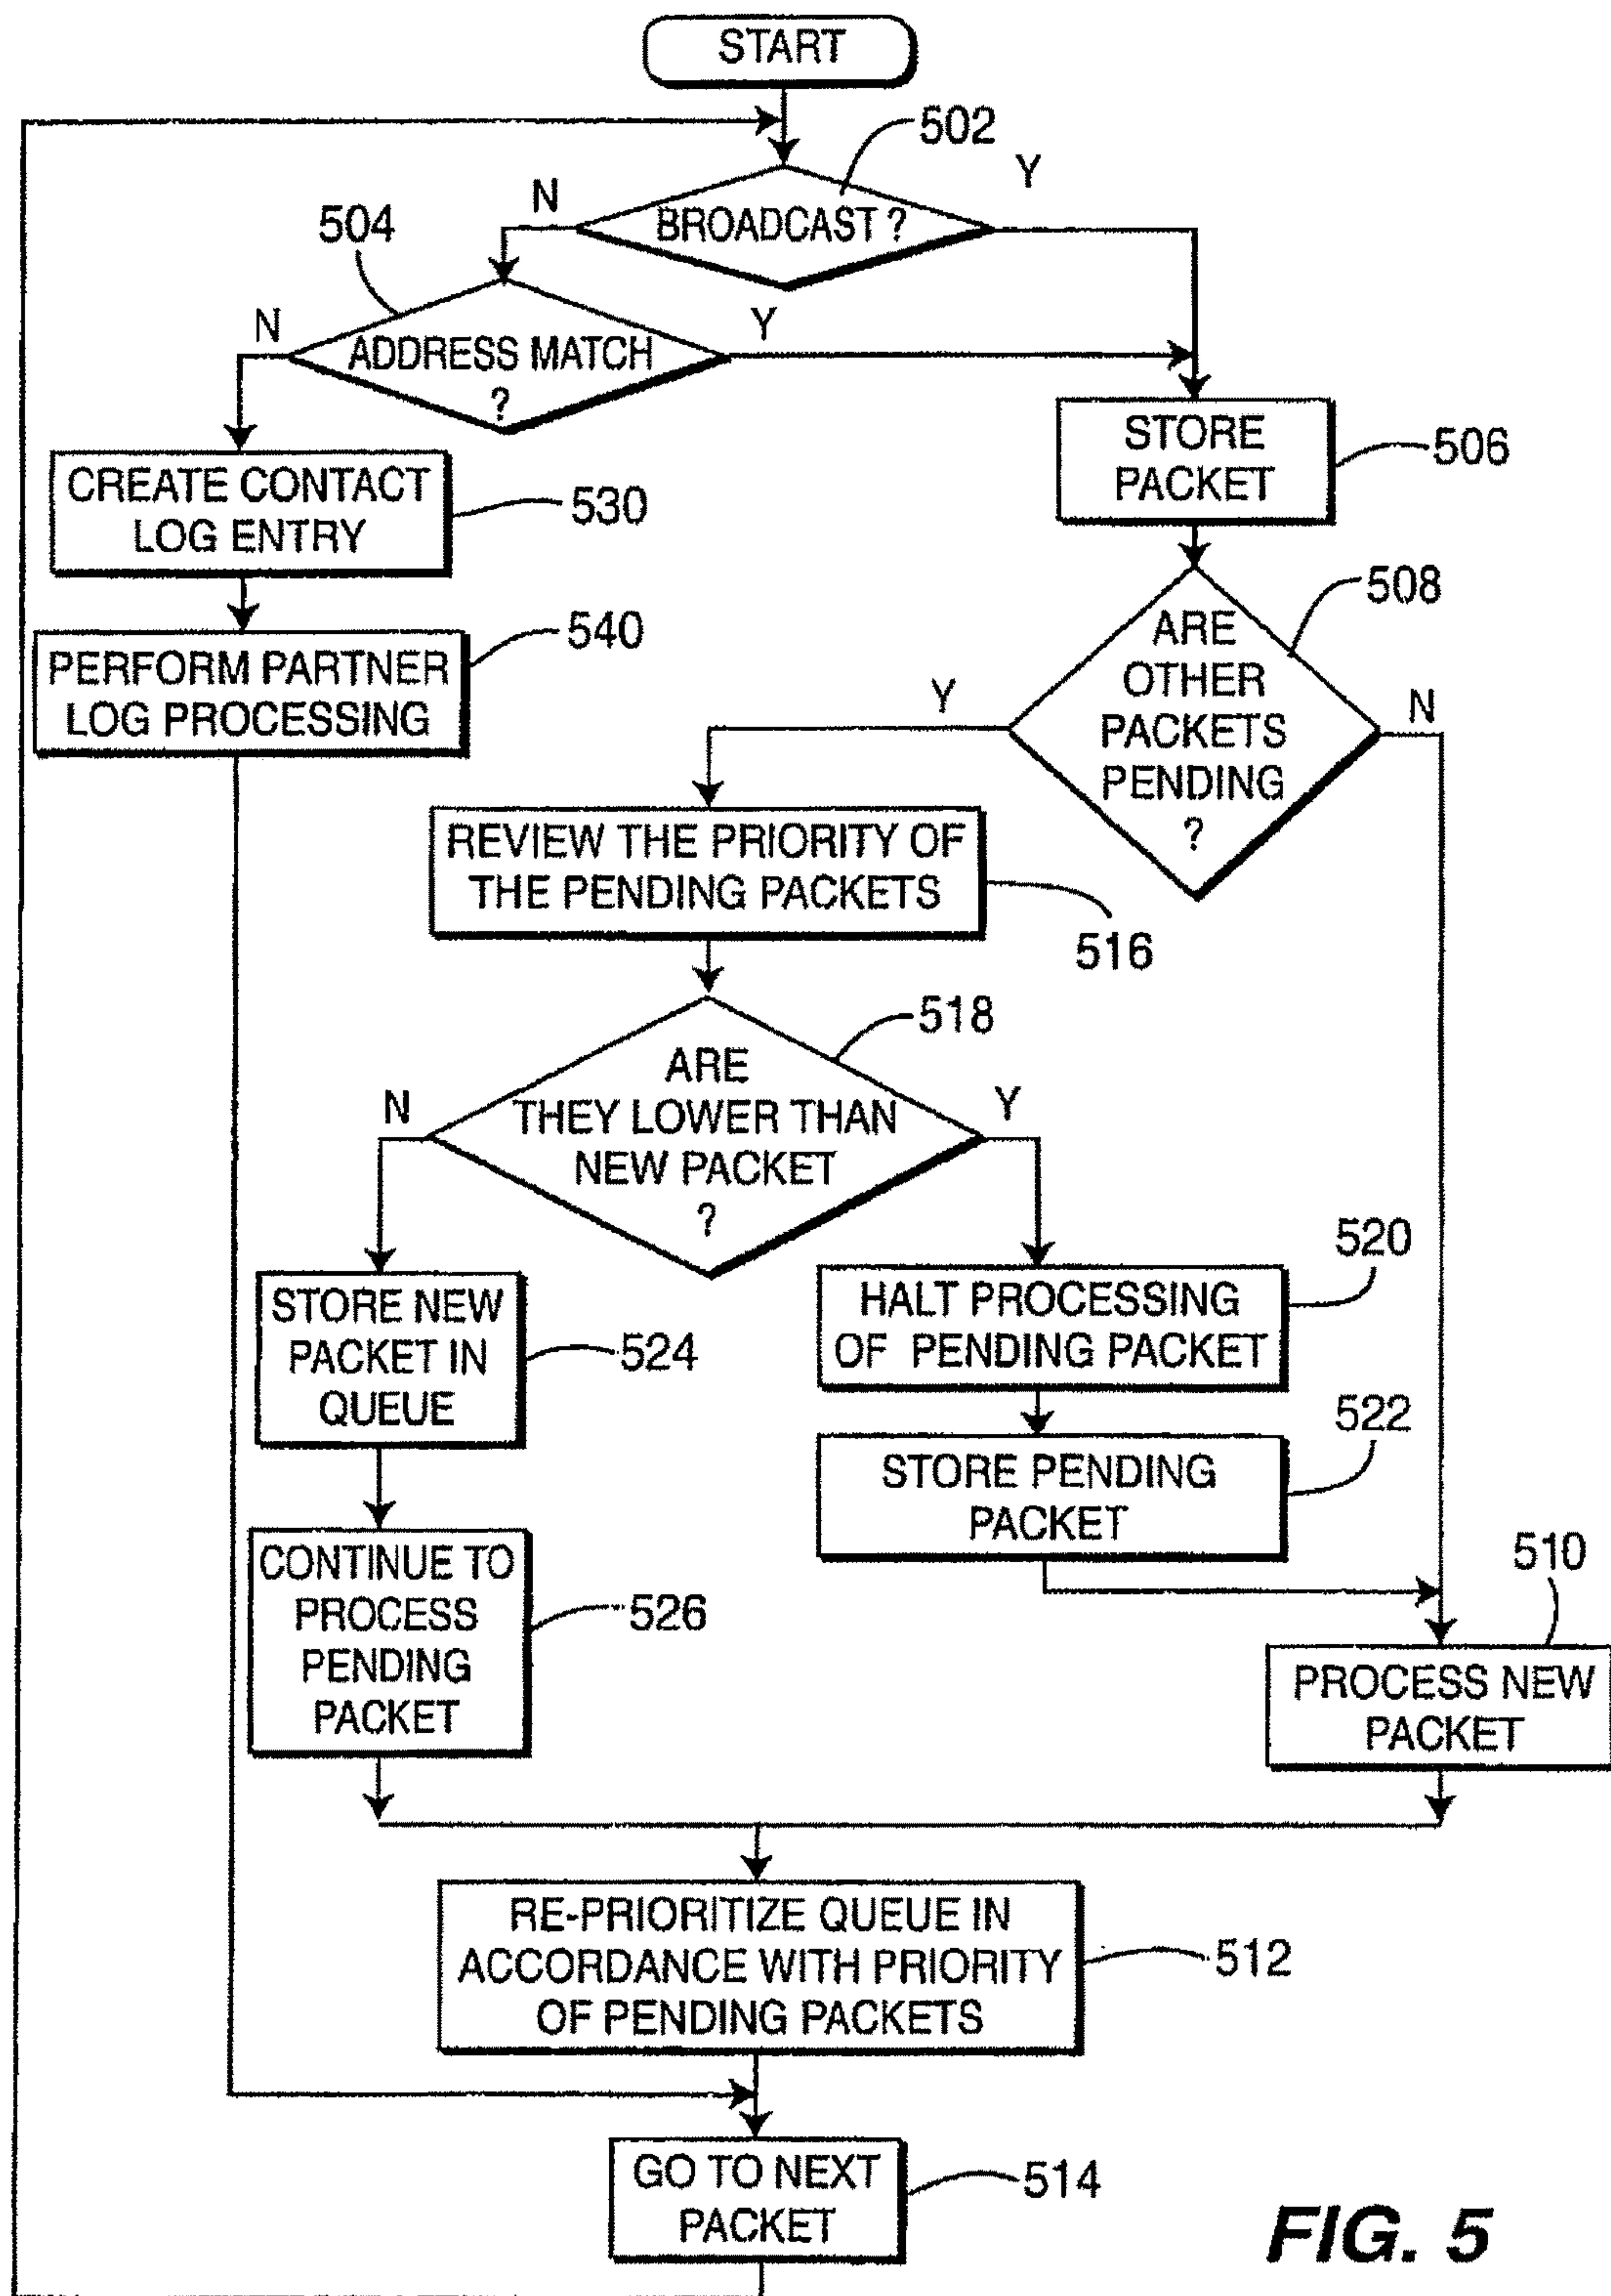 START
502
Y
N
BROADCAST ?
504
N
Y
ADDRESS MATCH
?
STORE
PACKET
506
CREATE CONTACT
LOG ENTRY
530
508
ARE
OTHER
PACKETS
PENDING
?
540
PERFORM PARTNER
LOG PROCESSING
Y
N
REVIEW THE PRIORITY OF
THE PENDING PACKETS
516
518
ARE
THEY LOWER THAN
NEW PACKET
?
N
Y
520
STORE NEW
PACKET IN
QUEUE
524
HALT PROCESSING
OF PENDING PACKET
522
STORE PENDING
PACKET
CONTINUE TO
PROCESS
PENDING
PACKET
526
510
PROCESS NEW
PACKET
RE-PRIORITIZE QUEUE IN
ACCORDANCE WITH PRIORITY
OF PENDING PACKETS
512
GO TO NEXT
PACKET
514
FIG. 5